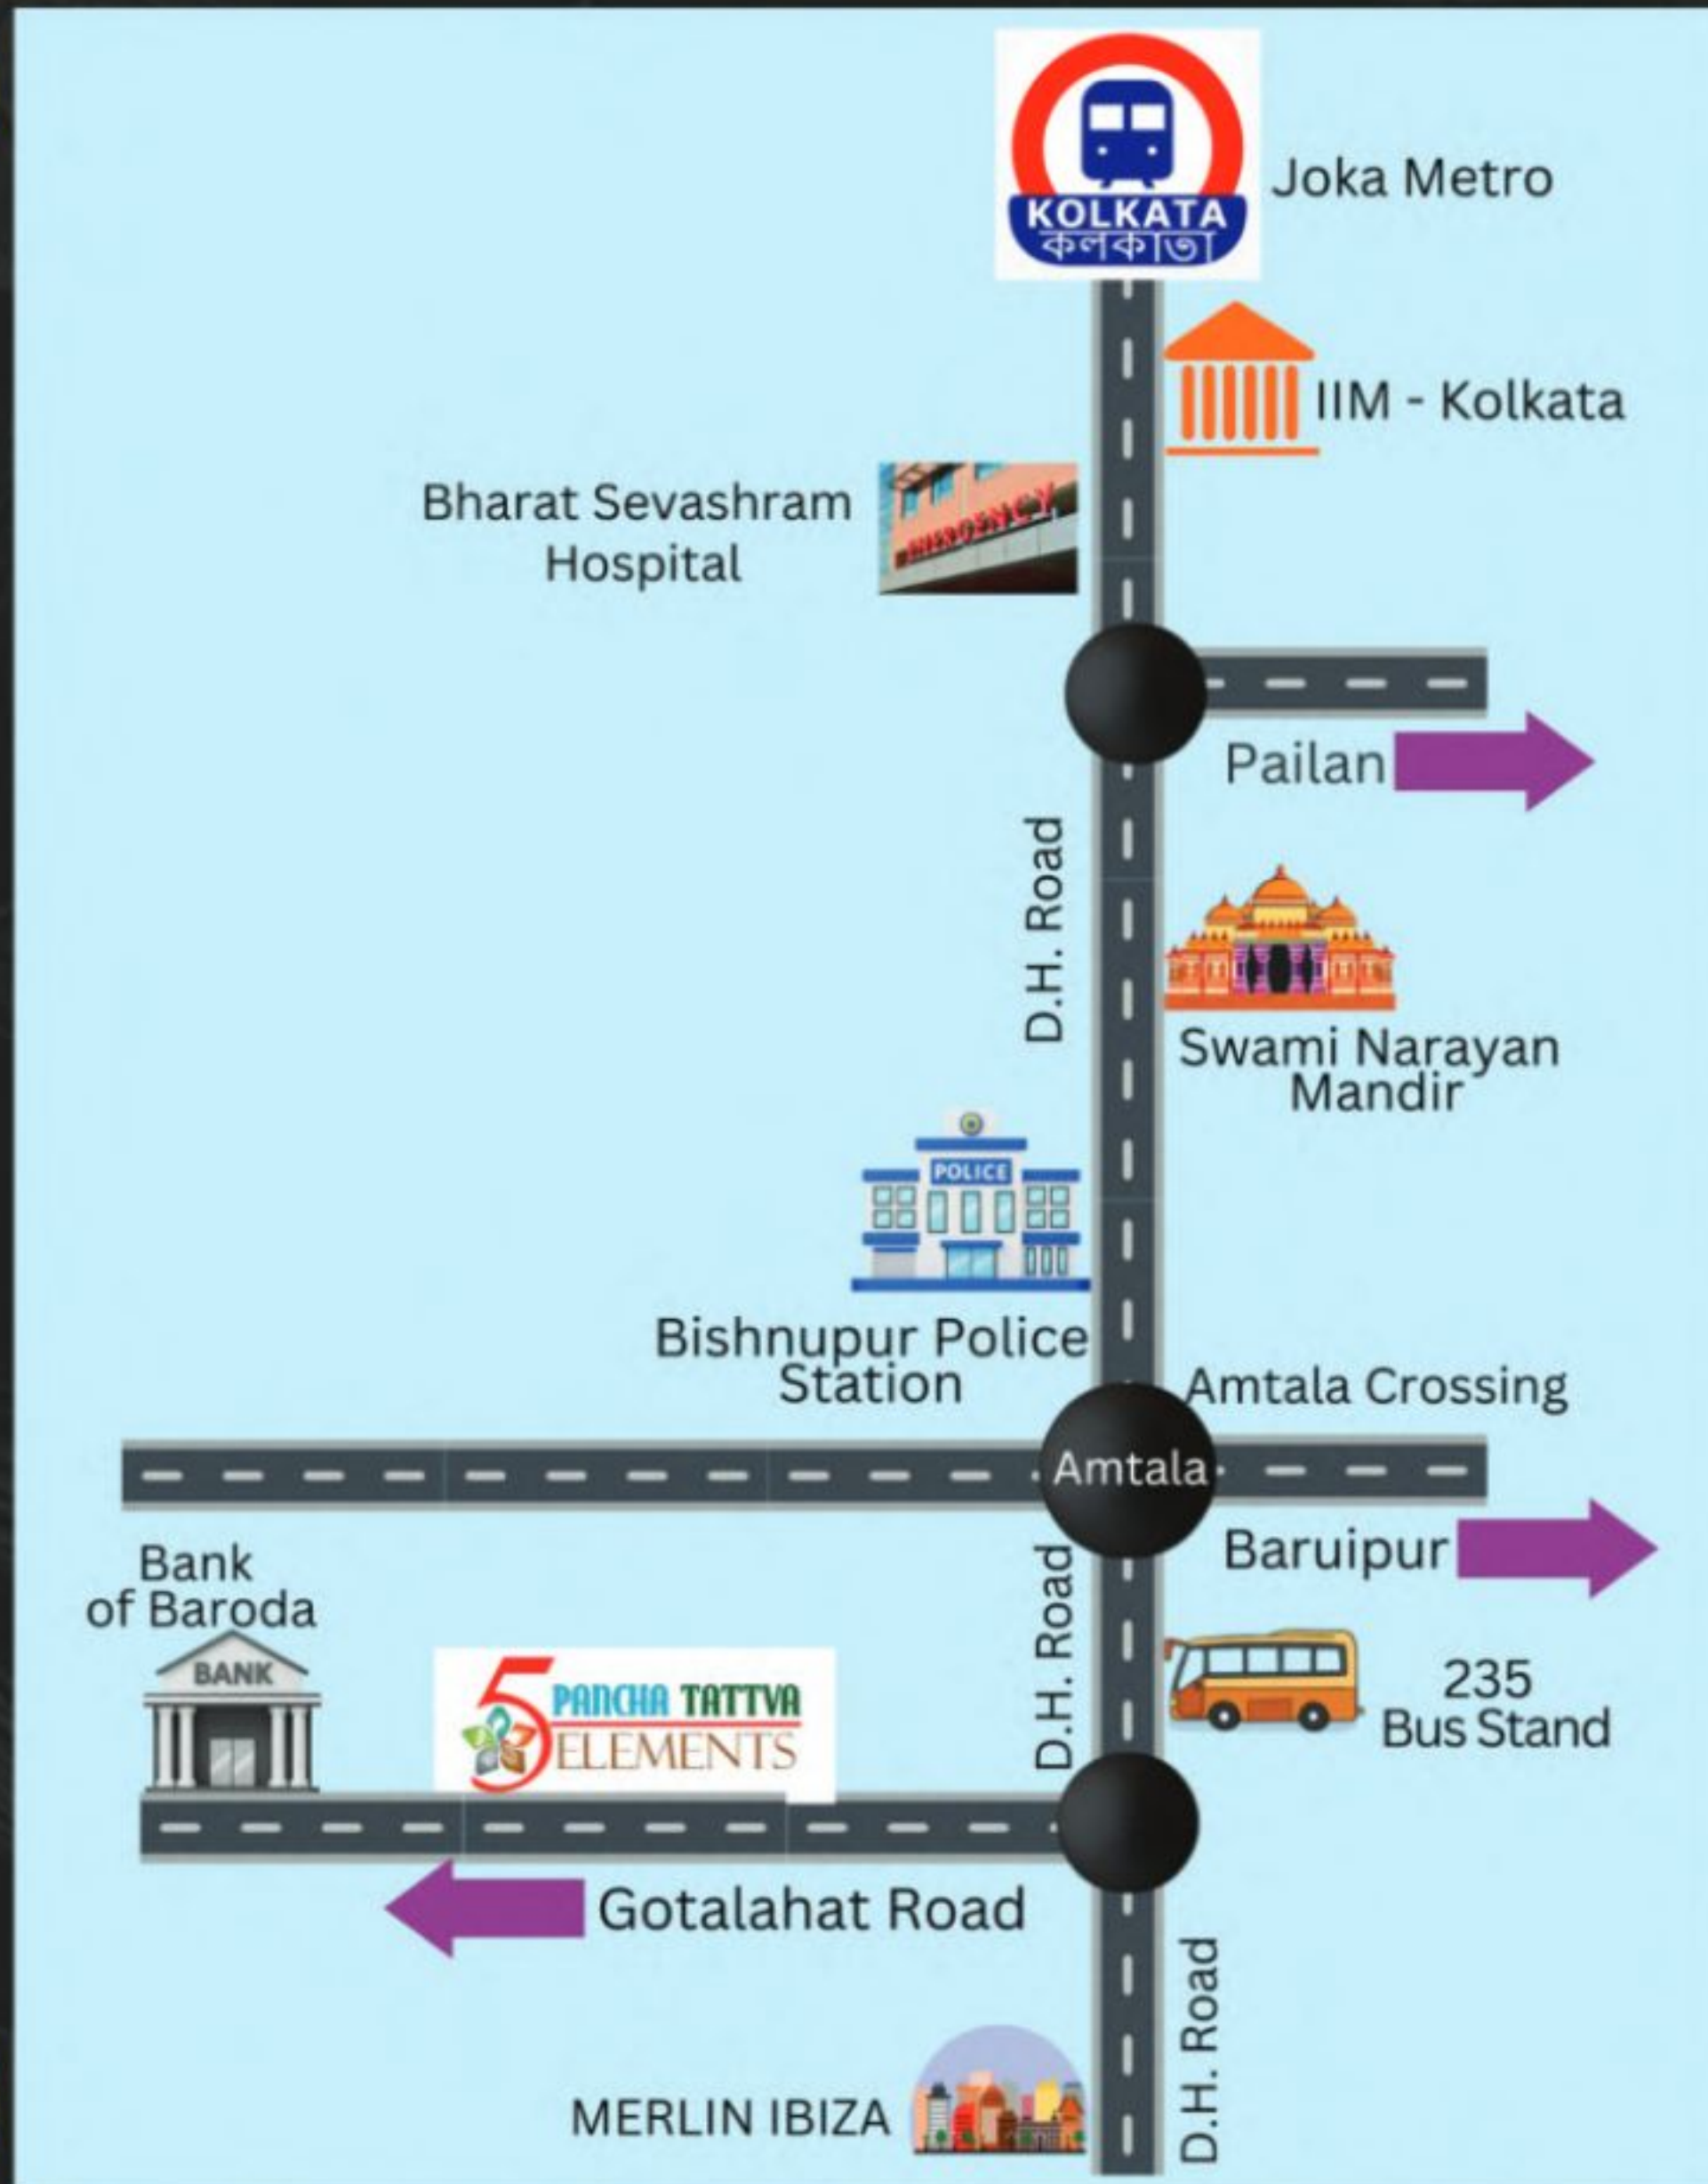 KOLKATA
কলকাতা
Joka Metro
IIM - Kolkata
Bharat Sevashram
Hospital
EMERGENCY
Pailan
D.H. Road
Swami Narayan
Mandir
POLICE
Bishnupur Police
Station
Amtala Crossing
Amtala
Baruipur
D.H. Road
Bank
of Baroda
BANK
5 PANCHA TATTVA
ELEMENTS
235
Bus Stand
Gotalahat Road
D.H. Road
MERLIN IBIZA